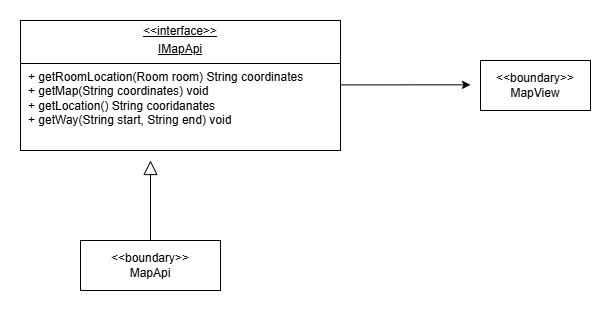 <<interface>>
IMapApi
+ getRoomLocation(Room room) String coordinates
+ getMap(String coordinates) void
+ getLocation() String cooridanates
+ getWay(String start, String end) void
<<boundary>>
MapView
<<boundary>>
MapApi